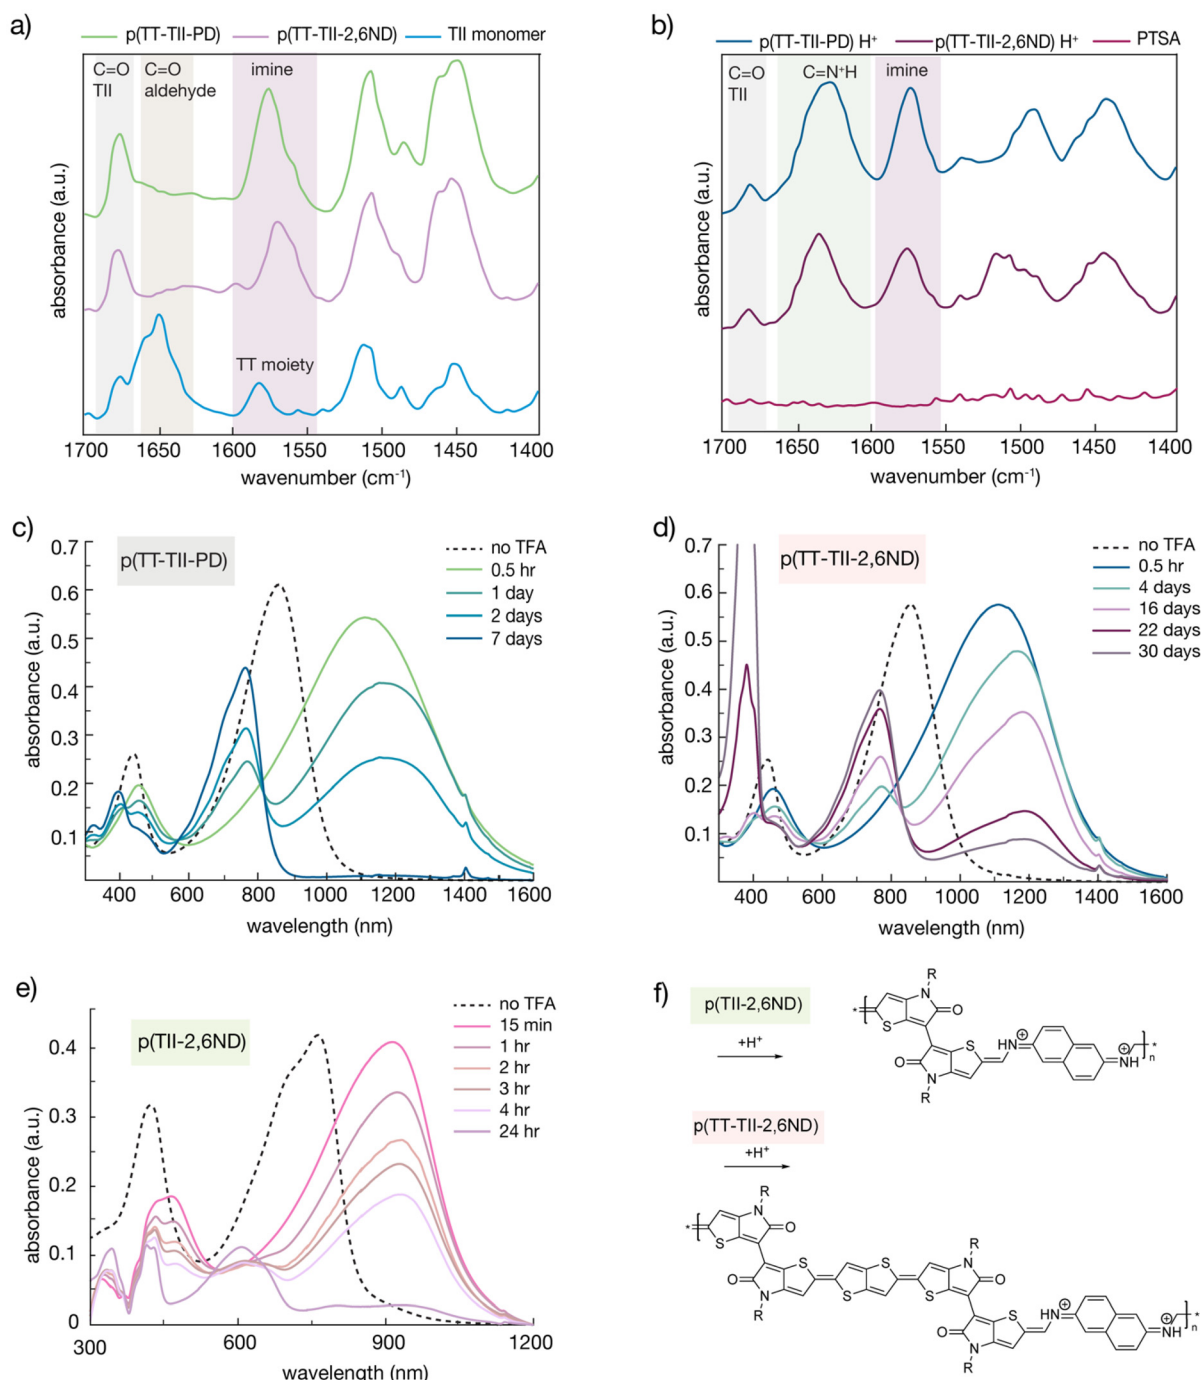 a)
p(TT-TII-PD) p(TT-TII-2,6ND) TII monomer
C=O
TII
C=O
aldehyde
imine
TT moiety
absorbance (a.u.)
1700 1650 1600 1550 1500 1450 1400
wavenumber (cm⁻¹)
b)
p(TT-TII-PD) H⁺ p(TT-TII-2,6ND) H⁺ PTSA
C=O
TII
C=N⁺H
imine
absorbance (a.u.)
1700 1650 1600 1550 1500 1450 1400
wavenumber (cm⁻¹)
c)
p(TT-TII-PD)
no TFA
0.5 hr
1 day
2 days
7 days
0.7
0.6
0.5
0.4
0.3
0.2
0.1
absorbance (a.u.)
400 600 800 1000 1200 1400 1600
wavelength (nm)
d)
p(TT-TII-2,6ND)
no TFA
0.5 hr
4 days
16 days
22 days
30 days
0.7
0.6
0.5
0.4
0.3
0.2
0.1
absorbance (a.u.)
400 600 800 1000 1200 1400 1600
wavelength (nm)
e)
p(TII-2,6ND)
no TFA
15 min
1 hr
2 hr
3 hr
4 hr
24 hr
0.4
0.3
0.2
0.1
0
absorbance (a.u.)
300 600 900 1200
wavelength (nm)
f)
p(TII-2,6ND)
+H⁺
R
N
O
S
*
O
S
N
R
HN
+
+
NH
n
*
p(TT-TII-2,6ND)
+H⁺
R
N
O
S
*
O
N
R
S
S
S
S
R
N
O
O
S
N
R
HN
+
+
NH
n
*